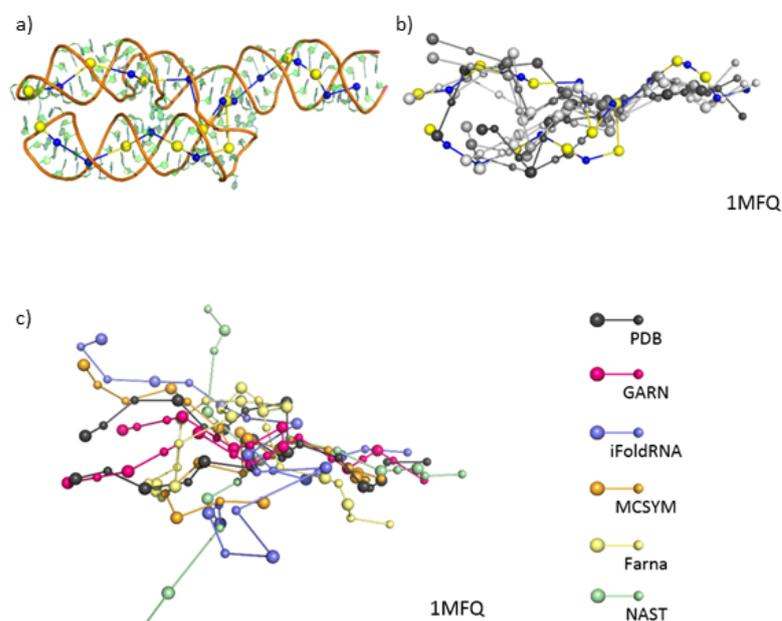 a)
b)
1MFQ
c)
PDB
GARN
iFoldRNA
MCSYM
Farna
NAST
1MFQ